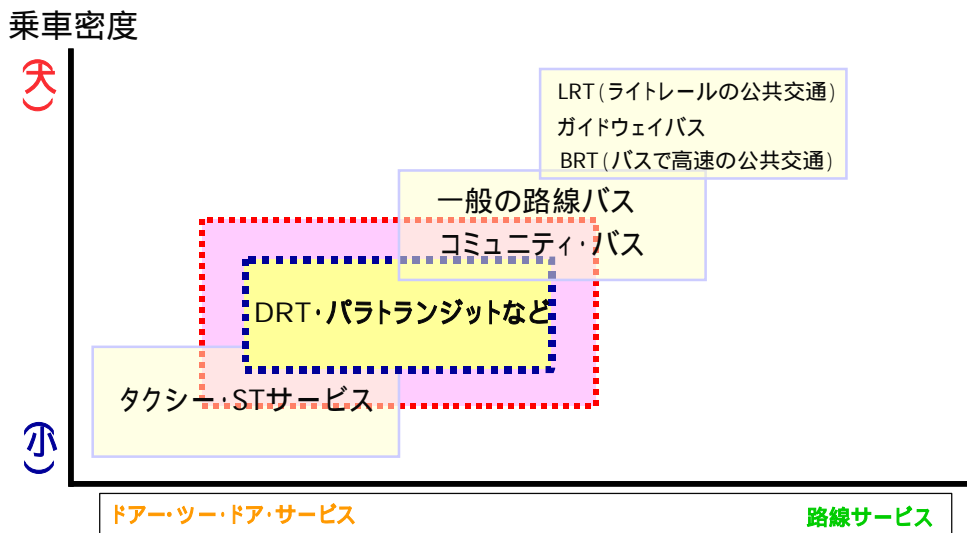 乗車密度
(大)
LRT(ライトレールの公共交通)
ガイドウェイバス
BRT(バスで高速の公共交通)
一般の路線バス
コミュニティ・バス
DRT・パラトランジットなど
タクシー・STサービス
(小)
ドアー・ツー・ドア・サービス
路線サービス